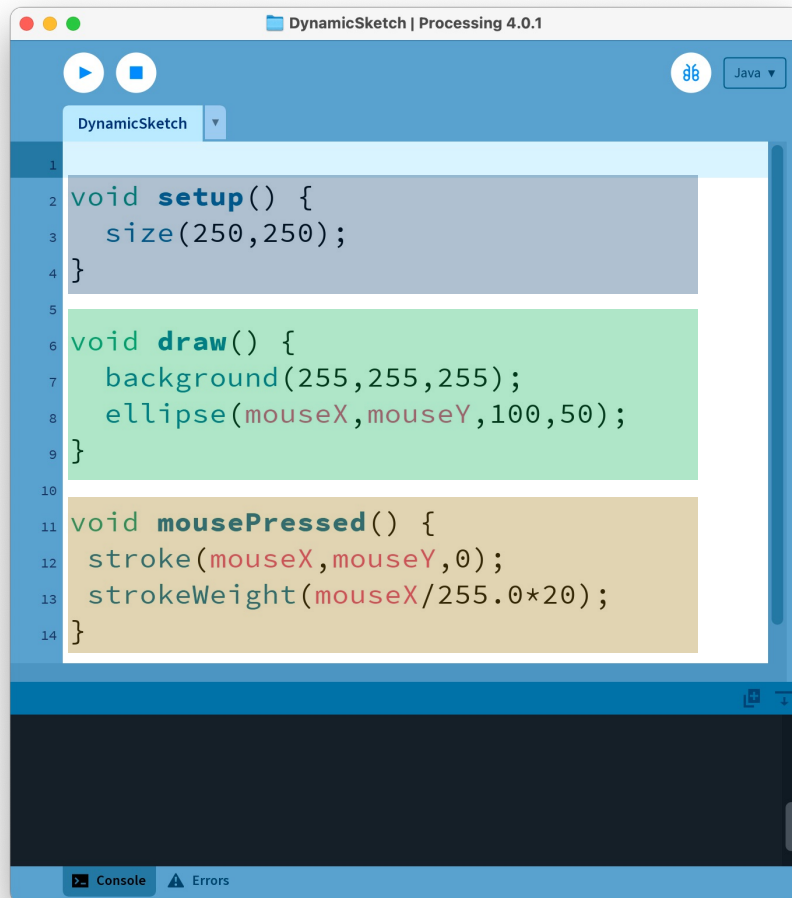 DynamicSketch | Processing 4.0.1
Java ▼
DynamicSketch ▼
1
2 void setup() {
3   size(250,250);
4 }
5
6 void draw() {
7   background(255,255,255);
8   ellipse(mouseX,mouseY,100,50);
9 }
10
11 void mousePressed() {
12  stroke(mouseX,mouseY,0);
13  strokeWeight(mouseX/255.0*20);
14 }
Console Errors